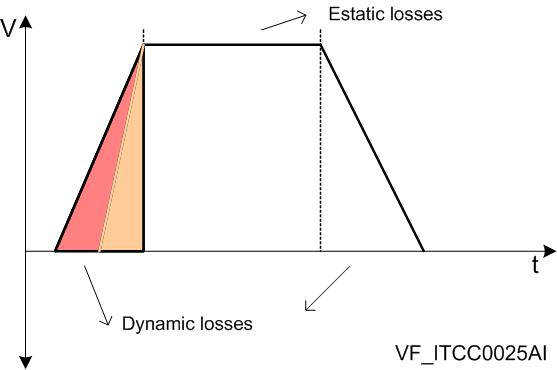 Estatic losses
V
t
Dynamic losses
VF_ITCC0025AI